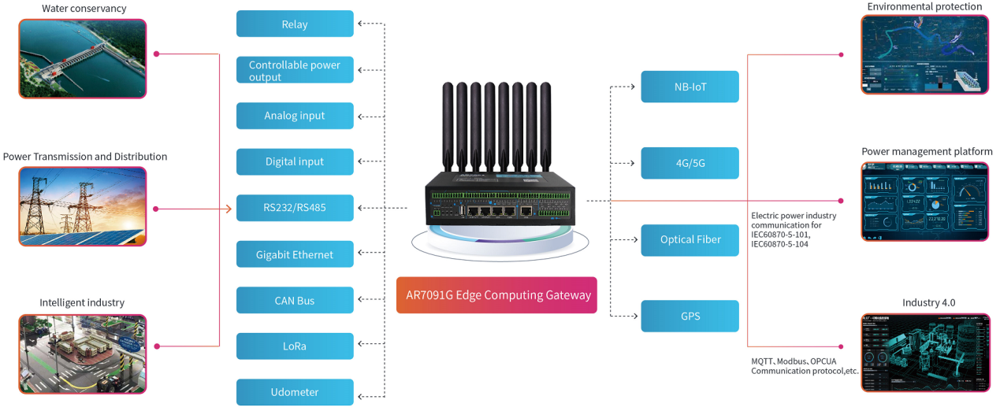 Water conservancy
Power Transmission and Distribution
Intelligent industry
Relay
Controllable power
output
Analog input
Digital input
RS232/RS485
Gigabit Ethernet
CAN Bus
LoRa
Udometer
AR7091G Edge Computing Gateway
NB-IoT
4G/5G
Optical Fiber
GPS
Electric power industry
communication for
IEC60870-5-101,
IEC60870-5-104
MQTT、Modbus、OPCUA
Communication protocol,etc.
Environmental protection
Power management platform
Industry 4.0